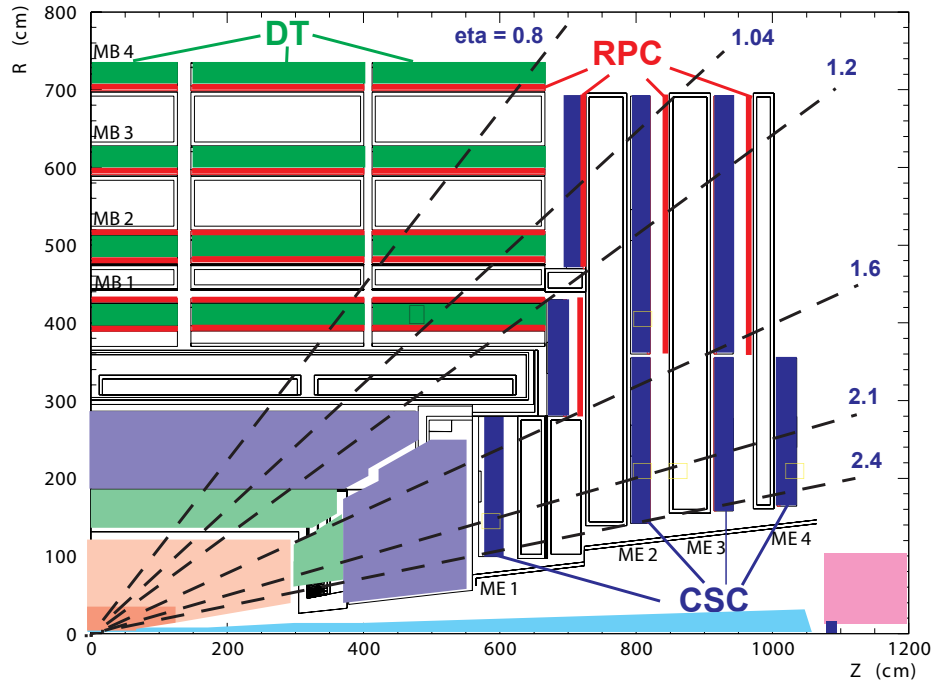 R (cm)
800
700
600
500
400
300
200
100
0
MB 4
MB 3
MB 2
MB 1
DT
eta = 0.8
RPC
1.04
1.2
1.6
2.1
2.4
ME 1
ME 2
ME 3
ME 4
CSC
0
200
400
600
800
1000
1200
Z (cm)